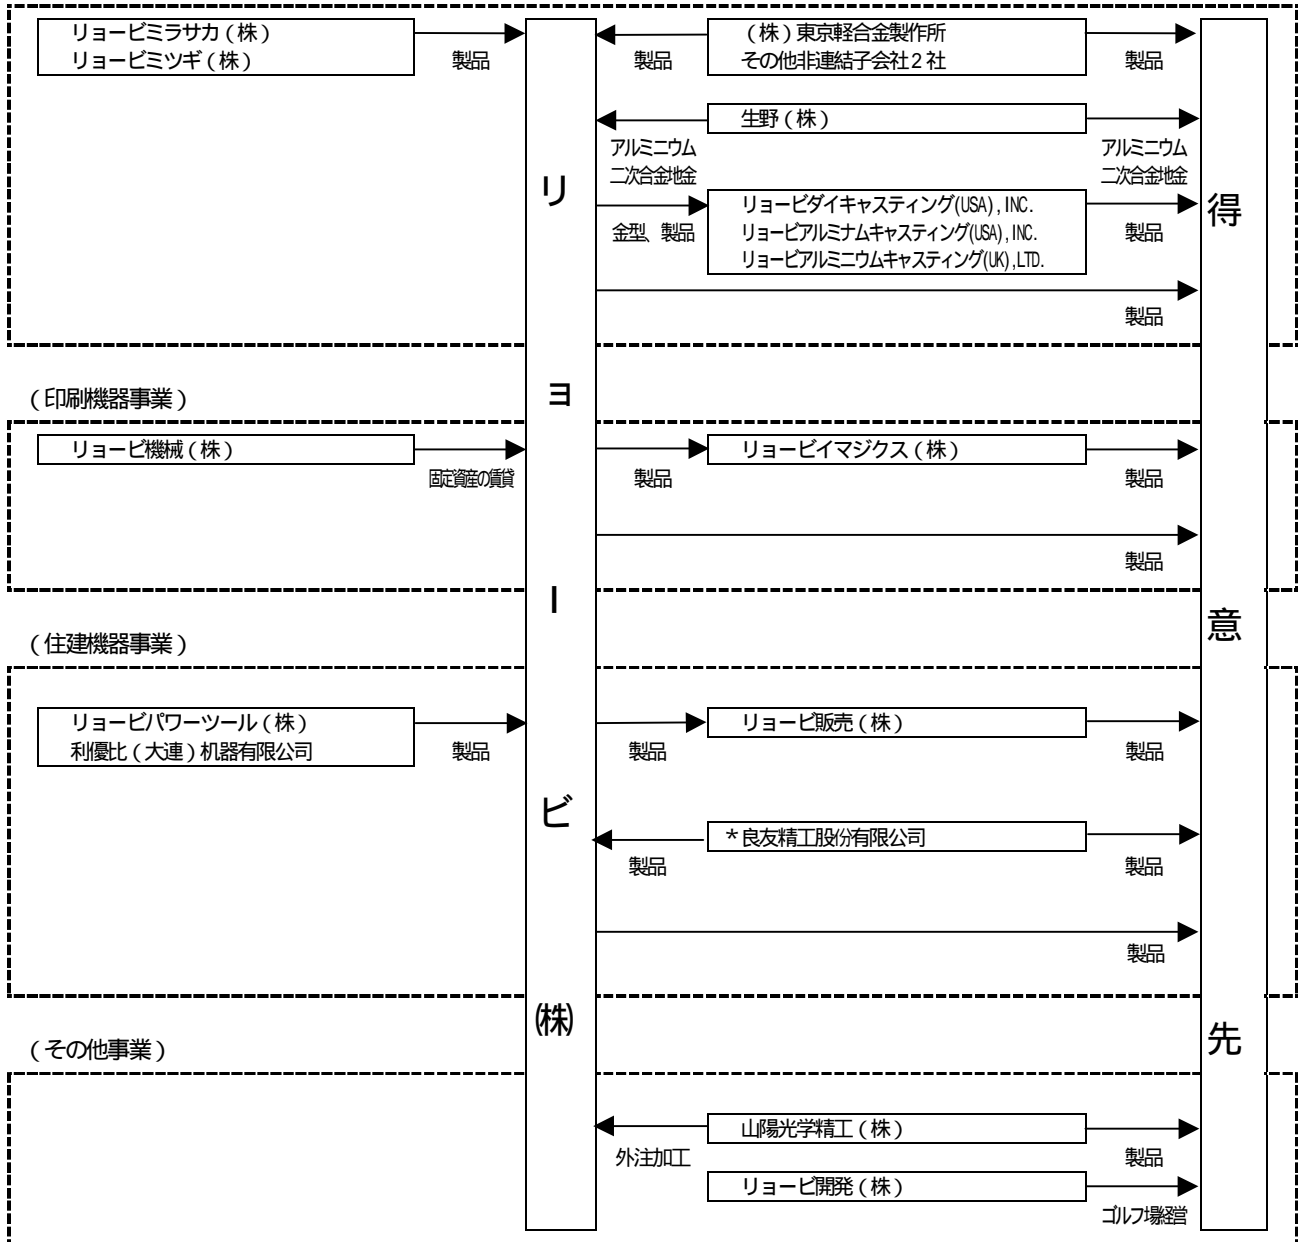 リョービミラサカ(株)
リョービミツギ(株)
製品
製品
(株)東京軽合金製作所
その他非連結子会社2社
製品
生野(株)
アルミニウム
二次合金地金
アルミニウム
二次合金地金
金型、製品
リョービダイキャスティング(USA),INC.
リョービアルミナムキャスティング(USA),INC.
リョービアルミニウムキャスティング(UK),LTD.
製品
製品
(印刷機器事業)
リョービ機械(株)
固定資産の賃貸
製品
リョービイマジクス(株)
製品
製品
(住建機器事業)
リョービパワーツール(株)
利優比(大連)机器有限公司
製品
製品
リョービ販売(株)
製品
*良友精工股份有限公司
製品
製品
製品
(その他事業)
山陽光学精工(株)
外注加工
製品
リョービ開発(株)
ゴルフ場経営
リョービ㈱
得意先